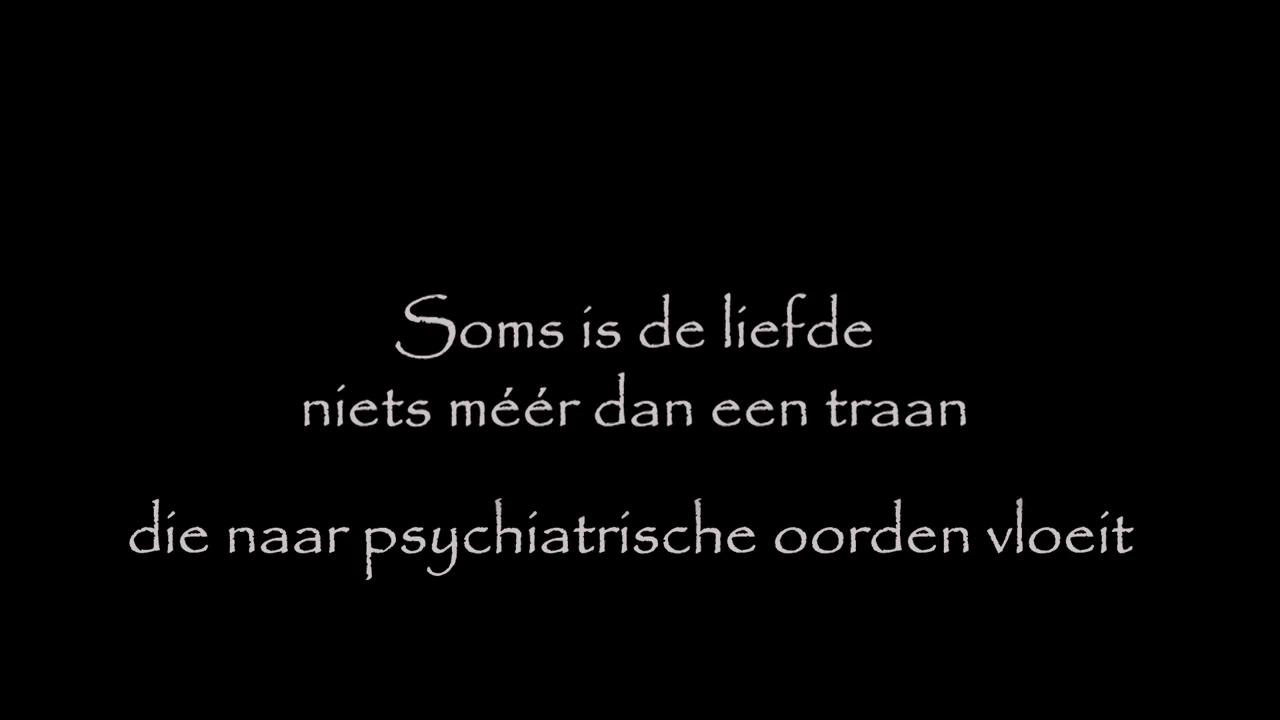 Soms is de liefde
niets méér dan een traan
die naar psychiatrische oorden vloeit